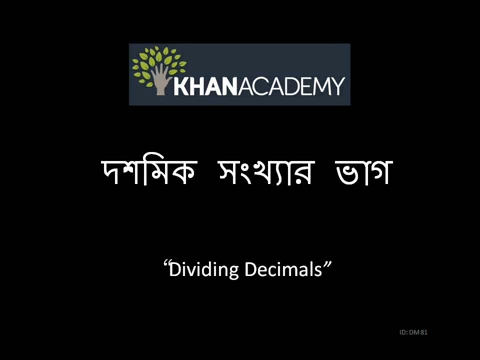 KHANACADEMY
দশমিক সংখ্যার ভাগ
“Dividing Decimals”
ID: DM 81